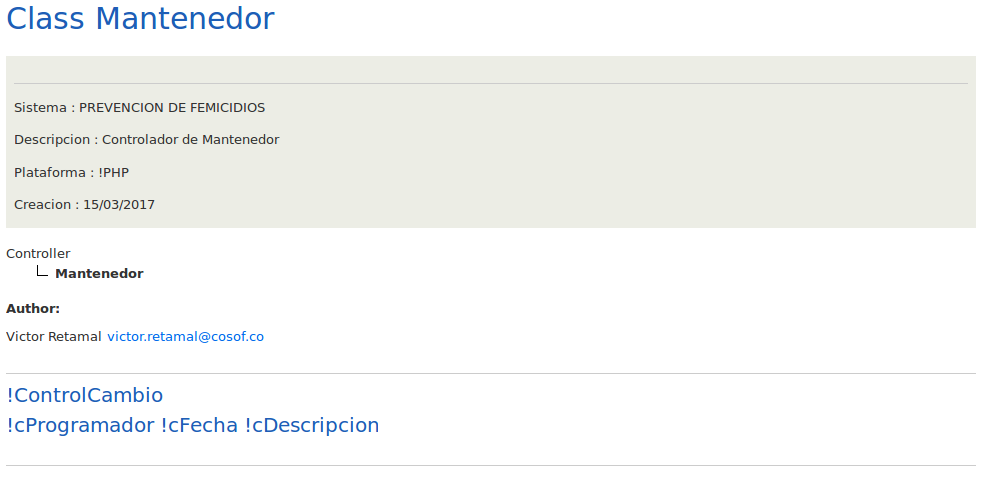 Class Mantenedor
Sistema : PREVENCION DE FEMICIDIOS
Descripcion : Controlador de Mantenedor
Plataforma : !PHP
Creacion : 15/03/2017
Controller
Mantenedor
Author:
Victor Retamal victor.retamal@cosof.co
!ControlCambio
!cProgramador !cFecha !cDescripcion